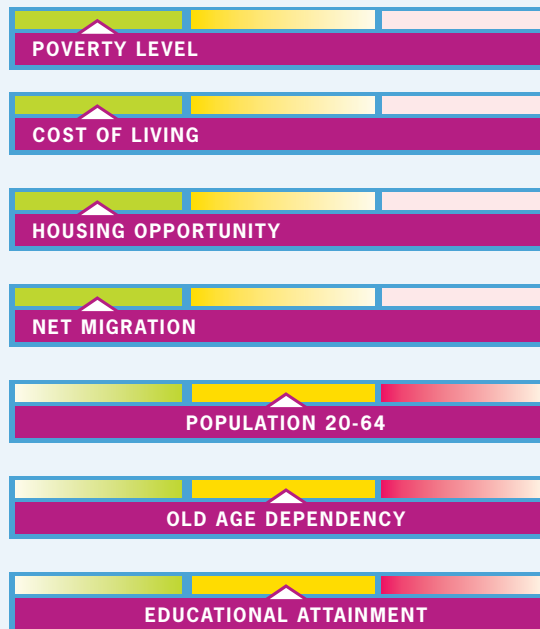 POVERTY LEVEL
COST OF LIVING
HOUSING OPPORTUNITY
NET MIGRATION
POPULATION 20-64
OLD AGE DEPENDENCY
EDUCATIONAL ATTAINMENT